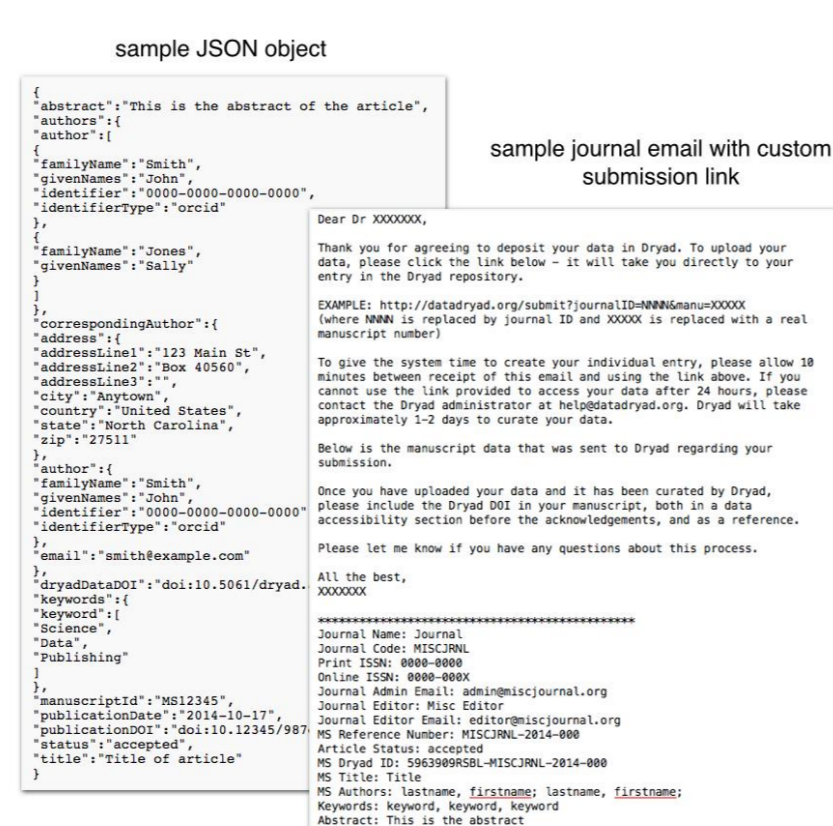 sample JSON object
{
"abstract":"This is the abstract of the article",
"authors":{
"author":[
{
"familyName":"Smith",
"givenNames":"John",
"identifier":"0000-0000-0000-0000",
"identifierType":"orcid"
},
{
"familyName":"Jones",
"givenNames":"Sally"
}
]
},
"correspondingAuthor":{
"address":{
"addressLine1":"123 Main St",
"addressLine2":"Box 40560",
"addressLine3":"",
"city":"Anytown",
"country":"United States",
"state":"North Carolina",
"zip":"27511"
},
"author":{
"familyName":"Smith",
"givenNames":"John",
"identifier":"0000-0000-0000-0000"
"identifierType":"orcid"
},
"email":"smith@example.com"
},
"dryadDataDOI":"doi:10.5061/dryad.
"keywords":{
"keyword":[
"Science",
"Data",
"Publishing"
]
},
"manuscriptId":"MS12345",
"publicationDate":"2014-10-17",
"publicationDOI":"doi:10.12345/987
"status":"accepted",
"title":"Title of article"
}
sample journal email with custom
submission link
Dear Dr XXXXXXX,
Thank you for agreeing to deposit your data in Dryad. To upload your
data, please click the link below – it will take you directly to your
entry in the Dryad repository.
EXAMPLE: http://datadryad.org/submit?journalID=NNNN&manu=XXXXX
(where NNNN is replaced by journal ID and XXXXX is replaced with a real
manuscript number)
To give the system time to create your individual entry, please allow 10
minutes between receipt of this email and using the link above. If you
cannot use the link provided to access your data after 24 hours, please
contact the Dryad administrator at help@datadryad.org. Dryad will take
approximately 1-2 days to curate your data.
Below is the manuscript data that was sent to Dryad regarding your
submission.
Once you have uploaded your data and it has been curated by Dryad,
please include the Dryad DOI in your manuscript, both in a data
accessibility section before the acknowledgements, and as a reference.
Please let me know if you have any questions about this process.
All the best,
XXXXXXX
***********************************************
Journal Name: Journal
Journal Code: MISCJRNL
Print ISSN: 0000-0000
Online ISSN: 0000-000X
Journal Admin Email: admin@miscjournal.org
Journal Editor: Misc Editor
Journal Editor Email: editor@miscjournal.org
MS Reference Number: MISCJRNL-2014-000
Article Status: accepted
MS Dryad ID: 5963909RSBL-MISCJRNL-2014-000
MS Title: Title
MS Authors: lastname, firstname; lastname, firstname;
Keywords: keyword, keyword, keyword
Abstract: This is the abstract